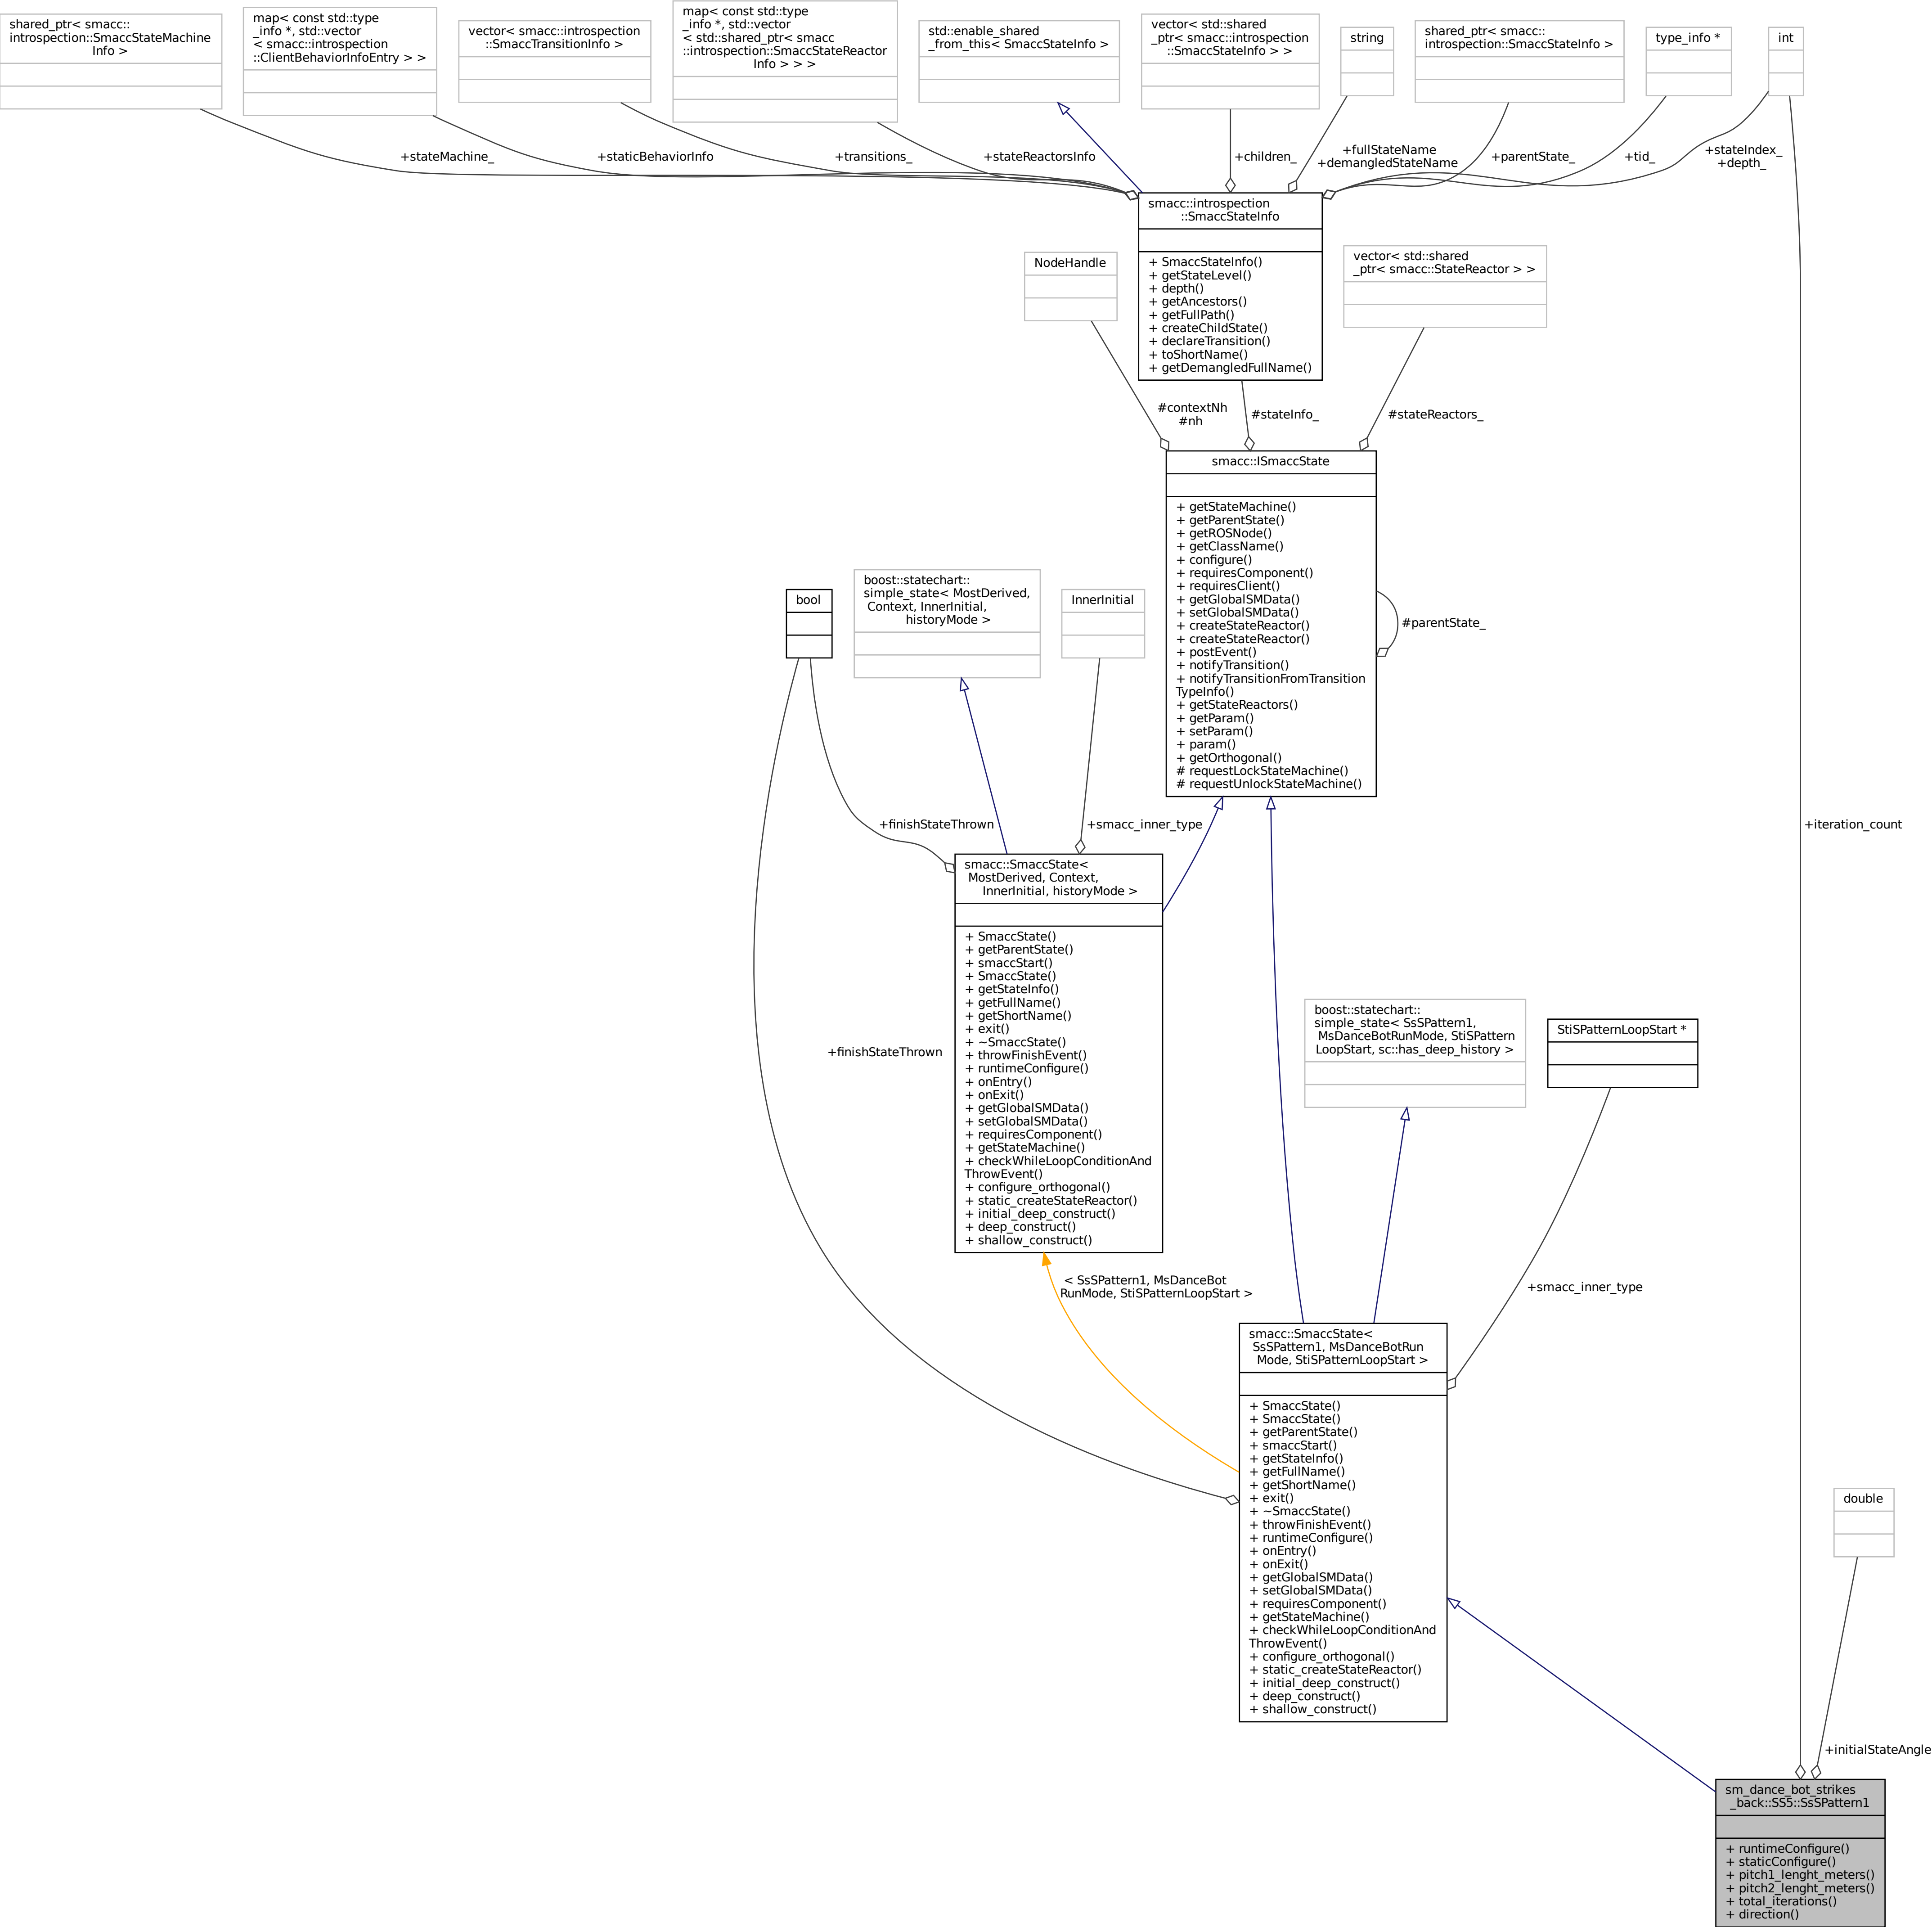 shared_ptr< smacc::
introspection::SmaccStateMachine
Info >
map< const std::type
_info *, std::vector
< smacc::introspection
::ClientBehaviorInfoEntry > >
vector< smacc::introspection
::SmaccTransitionInfo >
map< const std::type
_info *, std::vector
< std::shared_ptr< smacc
::introspection::SmaccStateReactor
Info > > >
std::enable_shared
_from_this< SmaccStateInfo >
vector< std::shared
_ptr< smacc::introspection
::SmaccStateInfo > >
string
shared_ptr< smacc::
introspection::SmaccStateInfo >
type_info *
int
+stateMachine_
+staticBehaviorInfo
+transitions_
+stateReactorsInfo
+children_
+fullStateName
+demangledStateName
+parentState_
+tid_
+stateIndex_
+depth_
smacc::introspection
::SmaccStateInfo
+ SmaccStateInfo()
+ getStateLevel()
+ depth()
+ getAncestors()
+ getFullPath()
+ createChildState()
+ declareTransition()
+ toShortName()
+ getDemangledFullName()
NodeHandle
vector< std::shared
_ptr< smacc::StateReactor > >
#contextNh
#nh
#stateInfo_
#stateReactors_
smacc::ISmaccState
+ getStateMachine()
+ getParentState()
+ getROSNode()
+ getClassName()
+ configure()
+ requiresComponent()
+ requiresClient()
+ getGlobalSMData()
+ setGlobalSMData()
+ createStateReactor()
+ createStateReactor()
+ postEvent()
+ notifyTransition()
+ notifyTransitionFromTransition
TypeInfo()
+ getStateReactors()
+ getParam()
+ setParam()
+ param()
+ getOrthogonal()
# requestLockStateMachine()
# requestUnlockStateMachine()
#parentState_
bool
boost::statechart::
simple_state< MostDerived,
Context, InnerInitial,
historyMode >
InnerInitial
+finishStateThrown
+smacc_inner_type
+iteration_count
smacc::SmaccState<
MostDerived, Context,
InnerInitial, historyMode >
+ SmaccState()
+ getParentState()
+ smaccStart()
+ SmaccState()
+ getStateInfo()
+ getFullName()
+ getShortName()
+ exit()
+ ~SmaccState()
+ throwFinishEvent()
+ runtimeConfigure()
+ onEntry()
+ onExit()
+ getGlobalSMData()
+ setGlobalSMData()
+ requiresComponent()
+ getStateMachine()
+ checkWhileLoopConditionAnd
ThrowEvent()
+ configure_orthogonal()
+ static_createStateReactor()
+ initial_deep_construct()
+ deep_construct()
+ shallow_construct()
+finishStateThrown
boost::statechart::
simple_state< SsSPattern1,
MsDanceBotRunMode, StiSPattern
LoopStart, sc::has_deep_history >
StiSPatternLoopStart *
< SsSPattern1, MsDanceBot
RunMode, StiSPatternLoopStart >
+smacc_inner_type
smacc::SmaccState<
SsSPattern1, MsDanceBotRun
Mode, StiSPatternLoopStart >
+ SmaccState()
+ SmaccState()
+ getParentState()
+ smaccStart()
+ getStateInfo()
+ getFullName()
+ getShortName()
+ exit()
+ ~SmaccState()
+ throwFinishEvent()
+ runtimeConfigure()
+ onEntry()
+ onExit()
+ getGlobalSMData()
+ setGlobalSMData()
+ requiresComponent()
+ getStateMachine()
+ checkWhileLoopConditionAnd
ThrowEvent()
+ configure_orthogonal()
+ static_createStateReactor()
+ initial_deep_construct()
+ deep_construct()
+ shallow_construct()
double
+initialStateAngle
sm_dance_bot_strikes
_back::SS5::SsSPattern1
+ runtimeConfigure()
+ staticConfigure()
+ pitch1_lenght_meters()
+ pitch2_lenght_meters()
+ total_iterations()
+ direction()